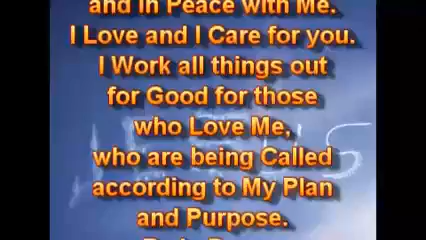 and in Peace with Me.
I Love and I Care for you.
I Work all things out
for Good for those
who Love Me,
who are being Called
according to My Plan
and Purpose.